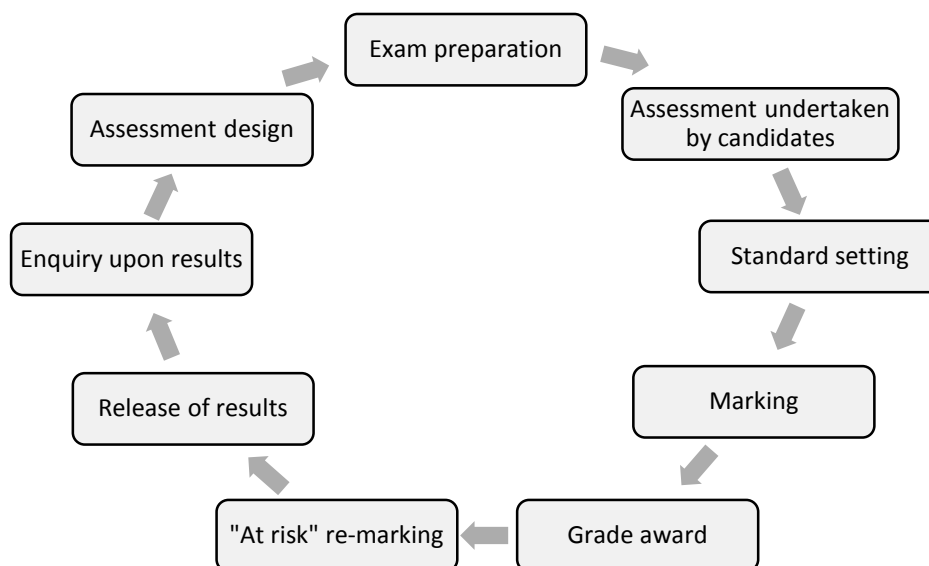 Exam preparation
Assessment undertaken
by candidates
Standard setting
Marking
Grade award
"At risk" re-marking
Release of results
Enquiry upon results
Assessment design